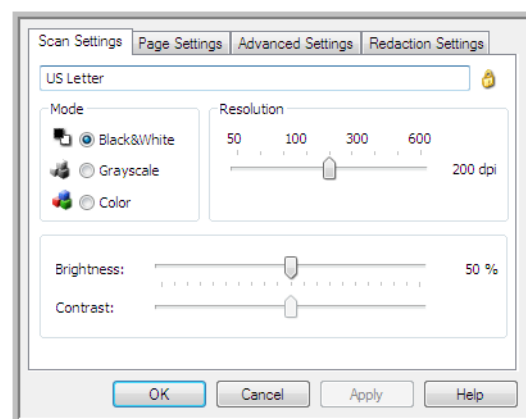 Scan Settings Page Settings Advanced Settings Redaction Settings
US Letter
Mode
Black&White
Grayscale
Color
Resolution
50 100 300 600
200 dpi
Brightness: 50 %
Contrast:
OK Cancel Apply Help